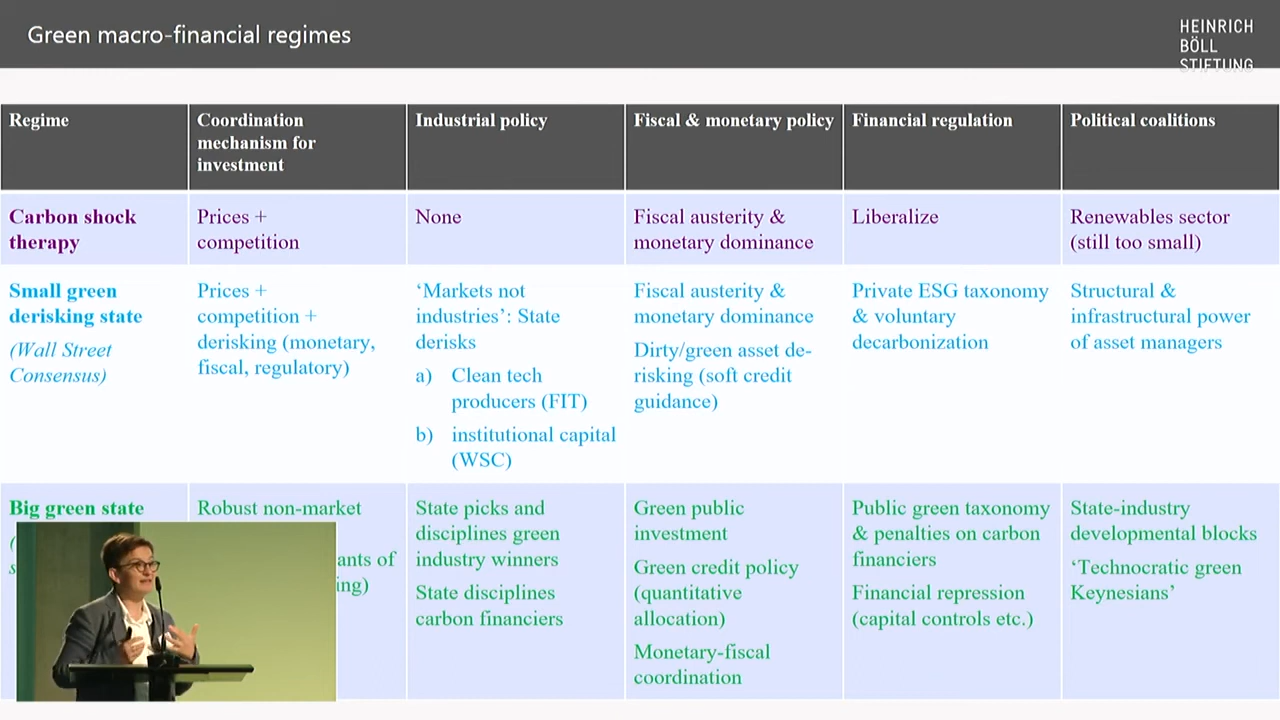 Green macro-financial regimes
HEINRICH
BÖLL
STIFTUNG
Regime
Coordination
mechanism for
investment
Industrial policy
Fiscal & monetary policy
Financial regulation
Political coalitions
Carbon shock
therapy
Prices +
competition
None
Fiscal austerity &
monetary dominance
Liberalize
Renewables sector
(still too small)
Small green
derisking state
(Wall Street
Consensus)
Prices +
competition +
derisking (monetary,
fiscal, regulatory)
‘Markets not
industries’: State
derisks
a) Clean tech
producers (FIT)
b) institutional capital
(WSC)
Fiscal austerity &
monetary dominance
Dirty/green asset de-
risking (soft credit
guidance)
Private ESG taxonomy
& voluntary
decarbonization
Structural &
infrastructural power
of asset managers
Big green state
Robust non-market
ants of
ing)
State picks and
disciplines green
industry winners
State disciplines
carbon financiers
Green public
investment
Green credit policy
(quantitative
allocation)
Monetary-fiscal
coordination
Public green taxonomy
& penalties on carbon
financiers
Financial repression
(capital controls etc.)
State-industry
developmental blocks
‘Technocratic green
Keynesians’